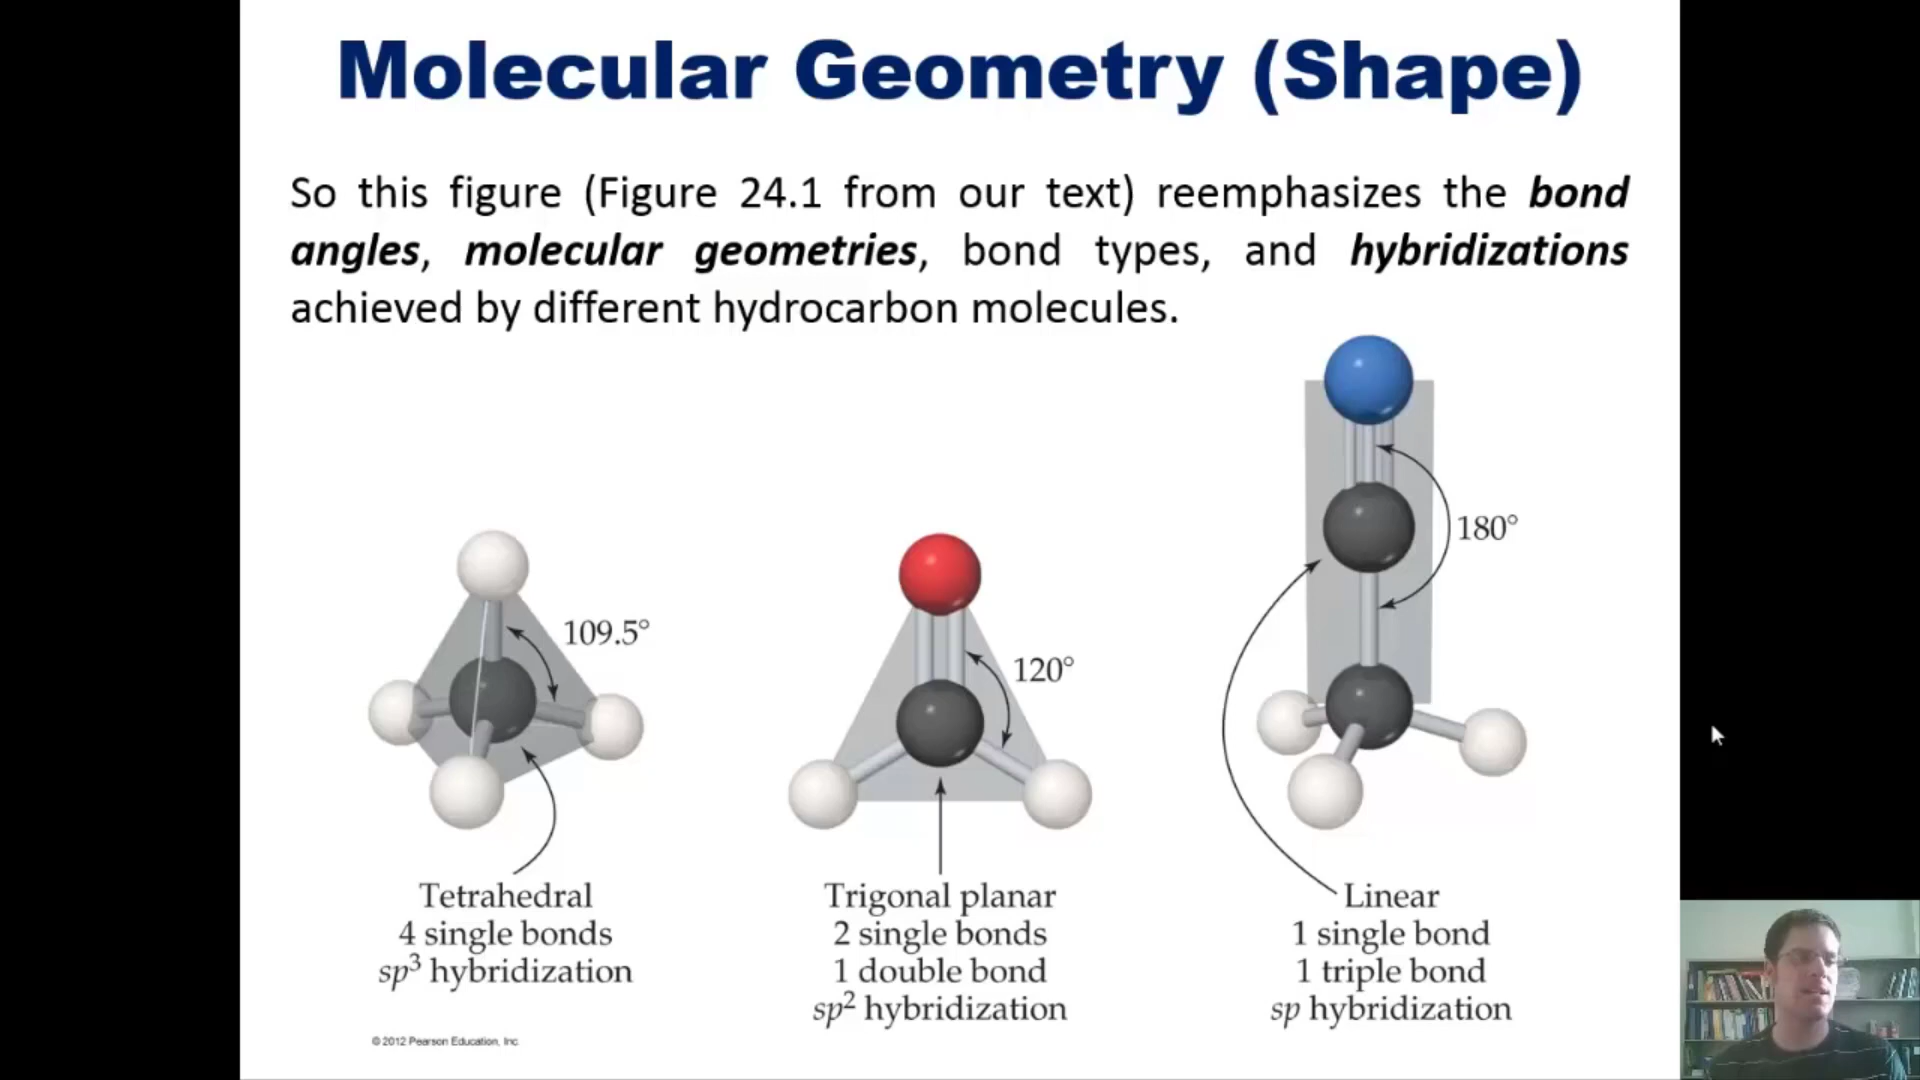 Molecular Geometry (Shape)
So this figure (Figure 24.1 from our text) reemphasizes the bond
angles, molecular geometries, bond types, and hybridizations
achieved by different hydrocarbon molecules.
109.5°
120°
180°
Tetrahedral
4 single bonds
sp³ hybridization
Trigonal planar
2 single bonds
1 double bond
sp² hybridization
Linear
1 single bond
1 triple bond
sp hybridization
© 2012 Pearson Education, Inc.